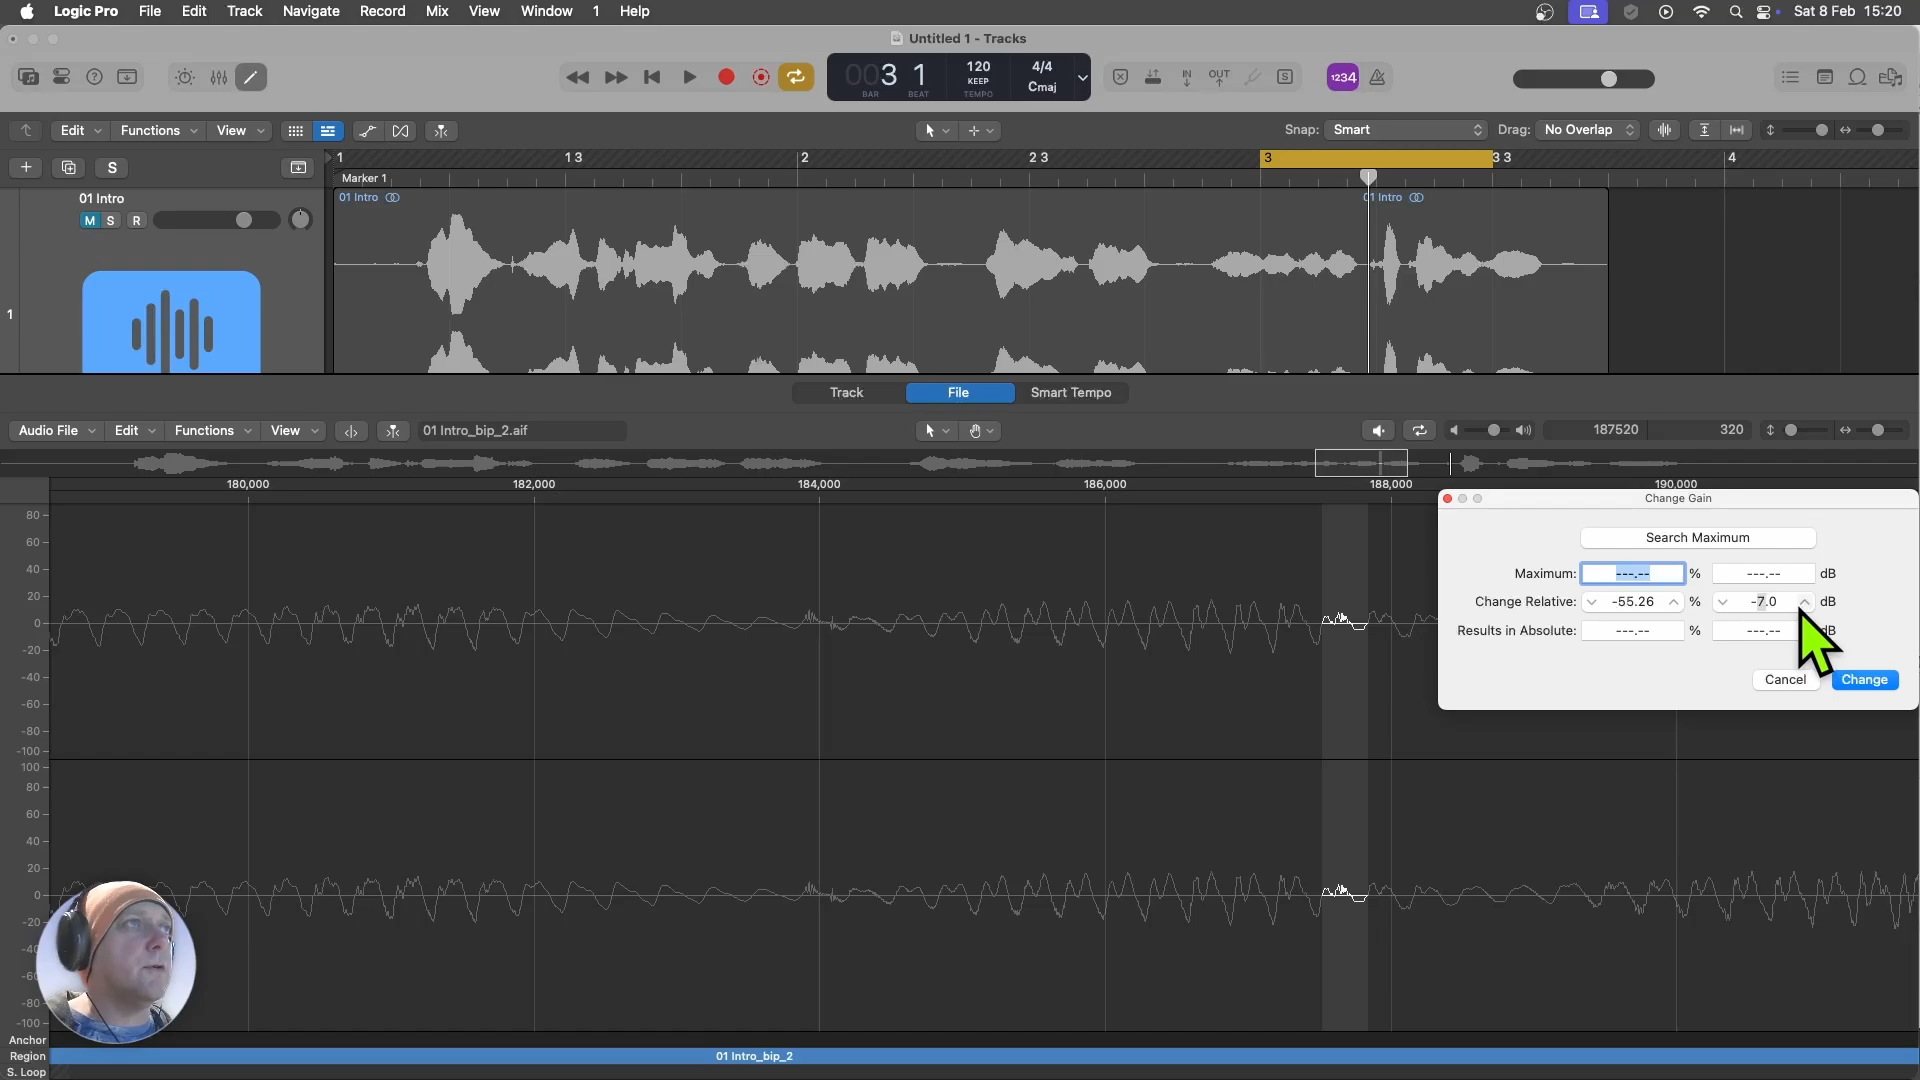 Logic Pro File Edit Track Navigate Record Mix View Window 1 Help Sat 8 Feb 15:20
Untitled 1 - Tracks
003 1 120 4/4
KEEP Cmaj
BAR BEAT TEMPO
IN OUT S 1234
Edit Functions View Snap: Smart Drag: No Overlap
S 1 1 3 2 2 3 3 3 3 4
Marker 1
01 Intro 01 Intro 01 Intro
M S R
1
Track File Smart Tempo
Audio File Edit Functions View 01 Intro_bip_2.aif 187520 320
180,000 182,000 184,000 186,000 188,000 190,000
Change Gain
Search Maximum
Maximum: ---.-- % ---.-- dB
Change Relative: -55.26 % -7.0 dB
Results in Absolute: ---.-- % ---.-- dB
Cancel Change
80
60
40
20
0
-20
-40
-60
-80
-100
100
80
60
40
20
0
-20
-80
-100
Anchor
Region 01 Intro_bip_2
S. Loop